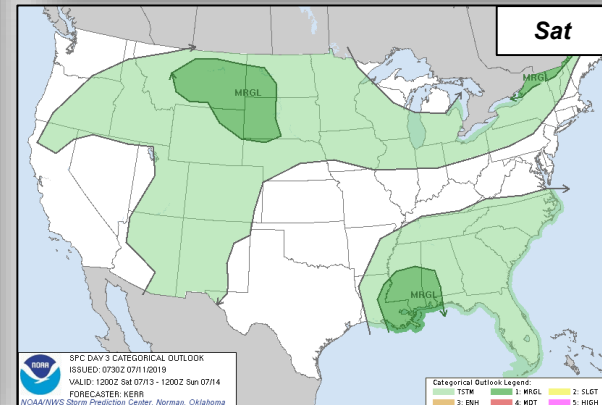 Sat
MRGL
MRGL
MRGL
NOAA
SPC DAY 3 CATEGORICAL OUTLOOK
ISSUED: 0730Z 07/11/2019
VALID: 1200Z Sat 07/13 - 1200Z Sun 07/14
FORECASTER: KERR
NOAA/NWS Storm Prediction Center, Norman, Oklahoma
Categorical Outlook Legend:
TSTM 1: MRGL 2: SLGT
3: ENH 4: MDT 5: HIGH